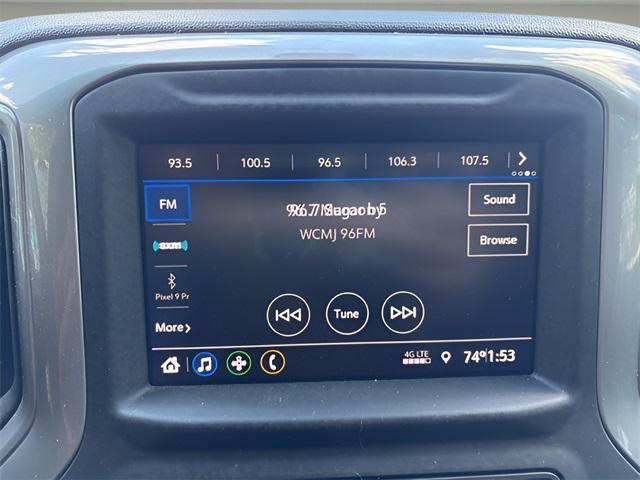 93.5 100.5 96.5 106.3 107.5
FM
Sound
WCMJ 96FM
sxm
Browse
Pixel 9 Pr
Tune
More
4G LTE 74° 1:53